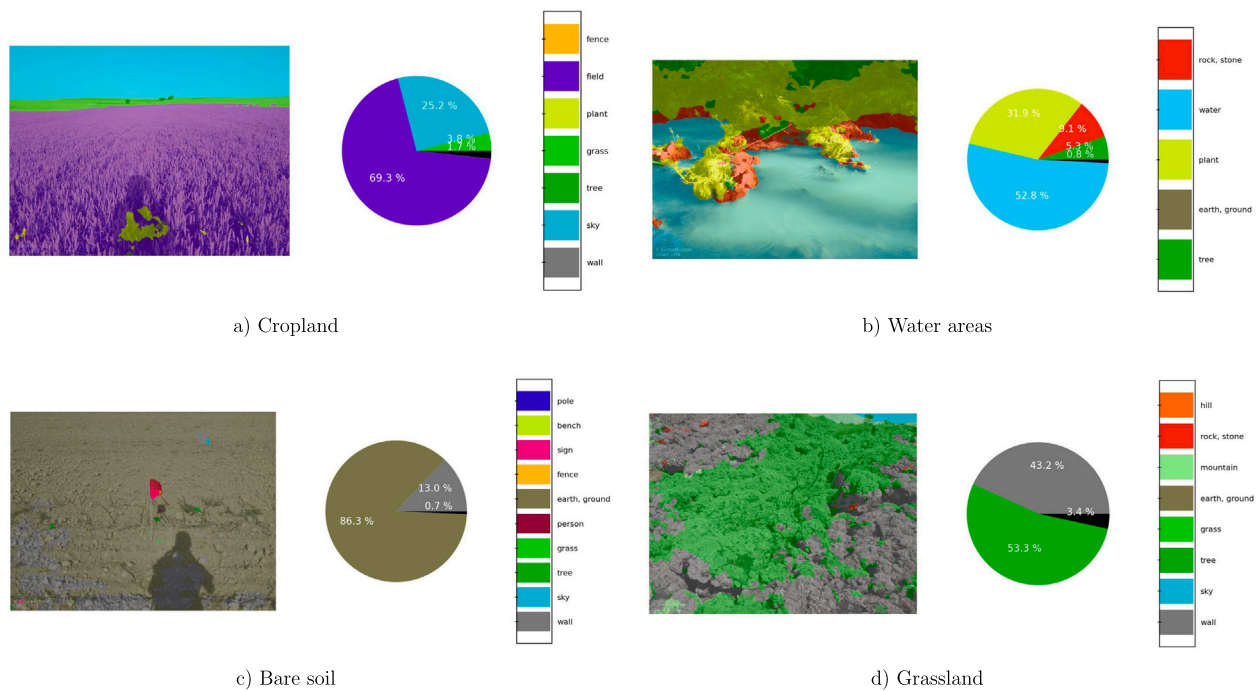 fence
field
plant
grass
tree
sky
wall
25.2 %
3.8 %
1.7 %
69.3 %
a) Cropland
rock, stone
water
plant
earth, ground
tree
31.9 %
9.1 %
5.3 %
0.8 %
52.8 %
b) Water areas
pole
bench
sign
fence
earth, ground
person
grass
tree
sky
wall
13.0 %
0.7 %
86.3 %
c) Bare soil
hill
rock, stone
mountain
earth, ground
grass
tree
sky
wall
43.2 %
3.4 %
53.3 %
d) Grassland